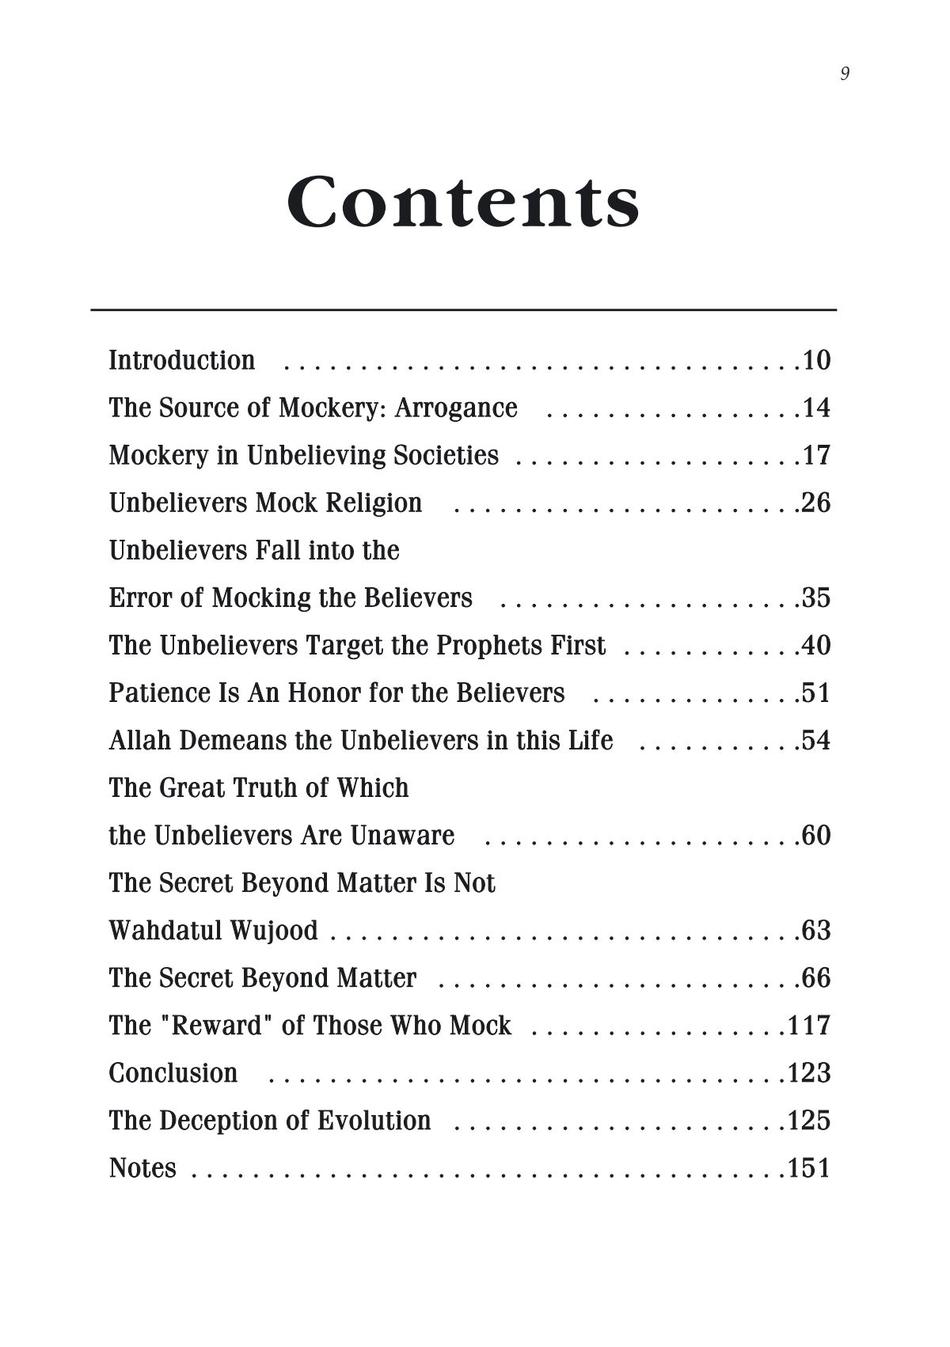 9
Contents
Introduction . . . . . . . . . . . . . . . . . . . . . . . . . . . . . . . . . .10
The Source of Mockery: Arrogance . . . . . . . . . . . . . . . . .14
Mockery in Unbelieving Societies . . . . . . . . . . . . . . . . . . .17
Unbelievers Mock Religion . . . . . . . . . . . . . . . . . . . . . . .26
Unbelievers Fall into the
Error of Mocking the Believers . . . . . . . . . . . . . . . . . . . .35
The Unbelievers Target the Prophets First . . . . . . . . . . . .40
Patience Is An Honor for the Believers . . . . . . . . . . . . . .51
Allah Demeans the Unbelievers in this Life . . . . . . . . . . .54
The Great Truth of Which
the Unbelievers Are Unaware . . . . . . . . . . . . . . . . . . . . .60
The Secret Beyond Matter Is Not
Wahdatul Wujood . . . . . . . . . . . . . . . . . . . . . . . . . . . . . . .63
The Secret Beyond Matter . . . . . . . . . . . . . . . . . . . . . . . .66
The "Reward" of Those Who Mock . . . . . . . . . . . . . . . . .117
Conclusion . . . . . . . . . . . . . . . . . . . . . . . . . . . . . . . . . .123
The Deception of Evolution . . . . . . . . . . . . . . . . . . . . . .125
Notes . . . . . . . . . . . . . . . . . . . . . . . . . . . . . . . . . . . . . . .151